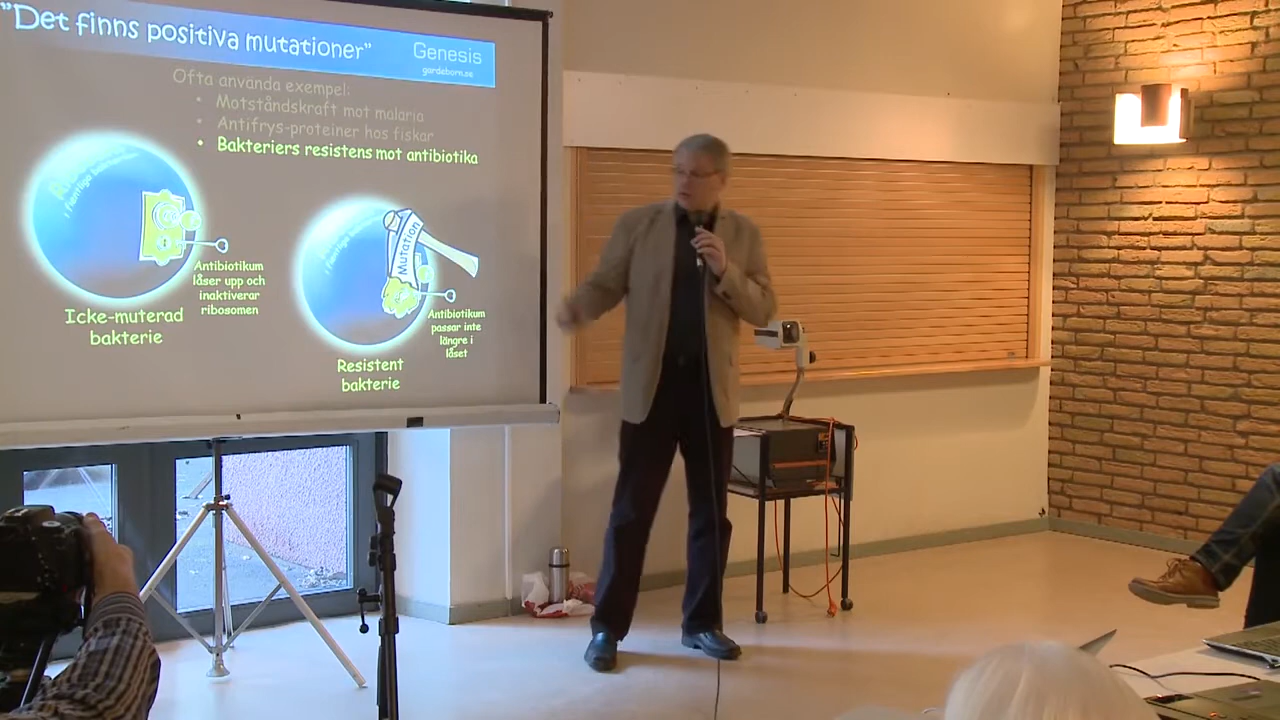 "Det finns positiva mutationer"
Genesis
gardeborn.se
Ofta använda exempel:
• Motståndskraft mot malaria
• Antifrys-proteiner hos fiskar
• Bakteriers resistens mot antibiotika
Antibiotikum
låser upp och
inaktiverar
ribosomen
Icke-muterad
bakterie
Mutation
Antibiotikum
passar inte
längre i
låset
Resistent
bakterie